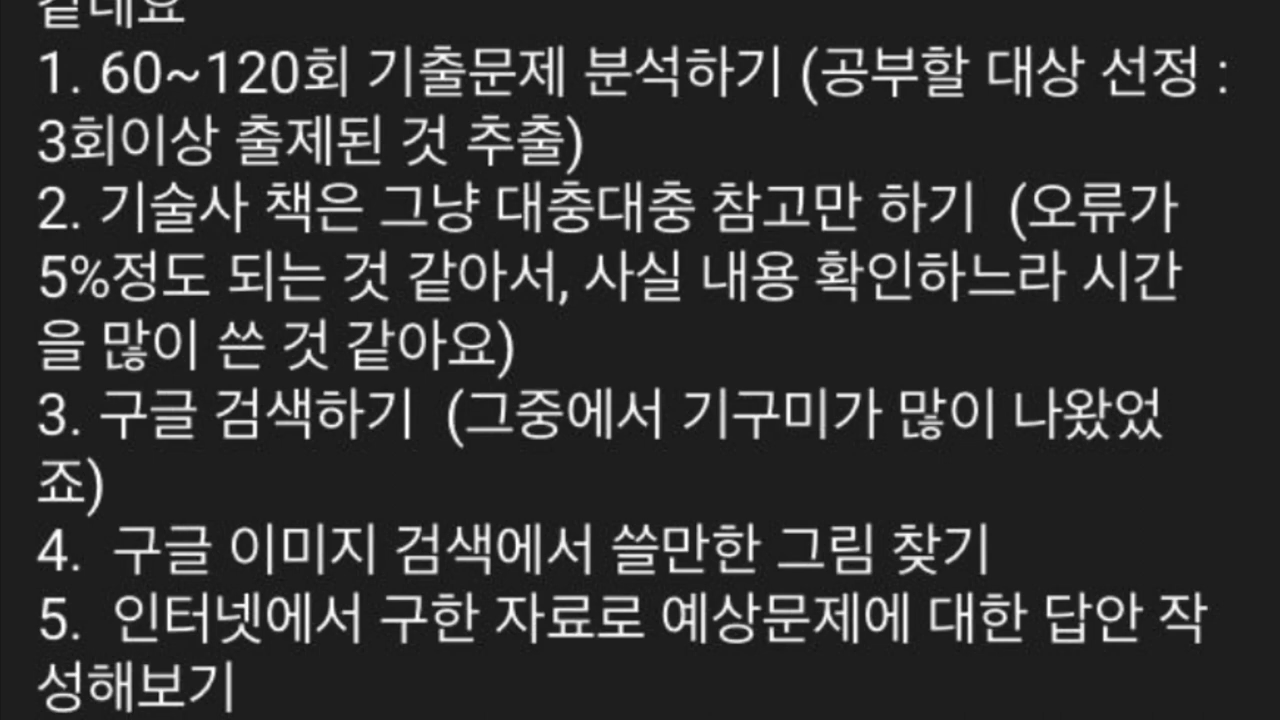 같네요
1. 60~120회 기출문제 분석하기 (공부할 대상 선정 :
3회이상 출제된 것 추출)
2. 기술사 책은 그냥 대충대충 참고만 하기  (오류가
5%정도 되는 것 같아서, 사실 내용 확인하느라 시간
을 많이 쓴 것 같아요)
3. 구글 검색하기  (그중에서 기구미가 많이 나왔었
죠)
4.  구글 이미지 검색에서 쓸만한 그림 찾기
5.  인터넷에서 구한 자료로 예상문제에 대한 답안 작
성해보기